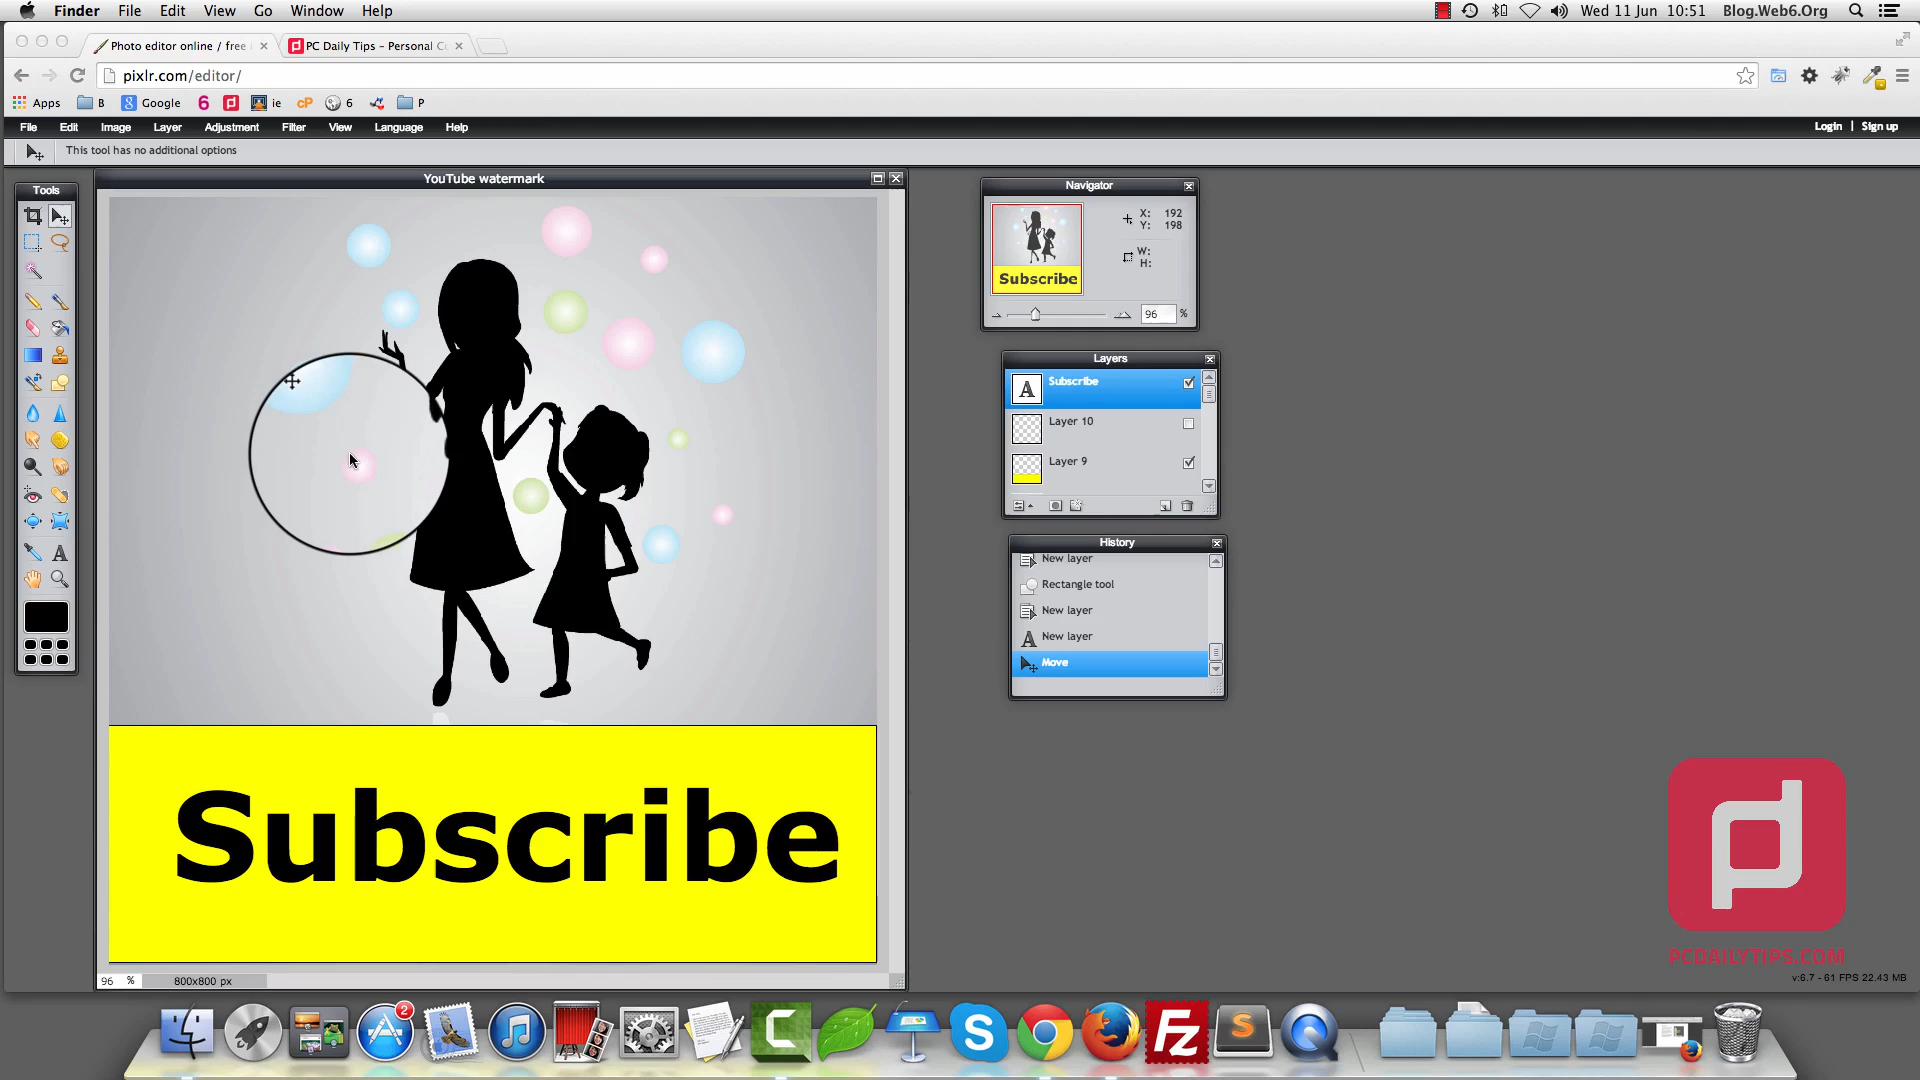 Finder File Edit View Go Window Help Wed 11 Jun 10:51 Blog.Web6.Org
Photo editor online / free
PC Daily Tips - Personal C
pixlr.com/editor/
Apps B Google 6 ie cP 6 P
File Edit Image Layer Adjustment Filter View Language Help Login | Sign up
This tool has no additional options
Tools
YouTube watermark
Navigator
X: 192
Y: 198
W:
H:
Subscribe
96 %
Layers
A Subscribe
Layer 10
Layer 9
History
New layer
Rectangle tool
New layer
New layer
Move
Subscribe
PCDAILYTIPS.COM
v:6.7 - 61 FPS 22.43 MB
96 % 800x800 px
2
C
S
Fz
S